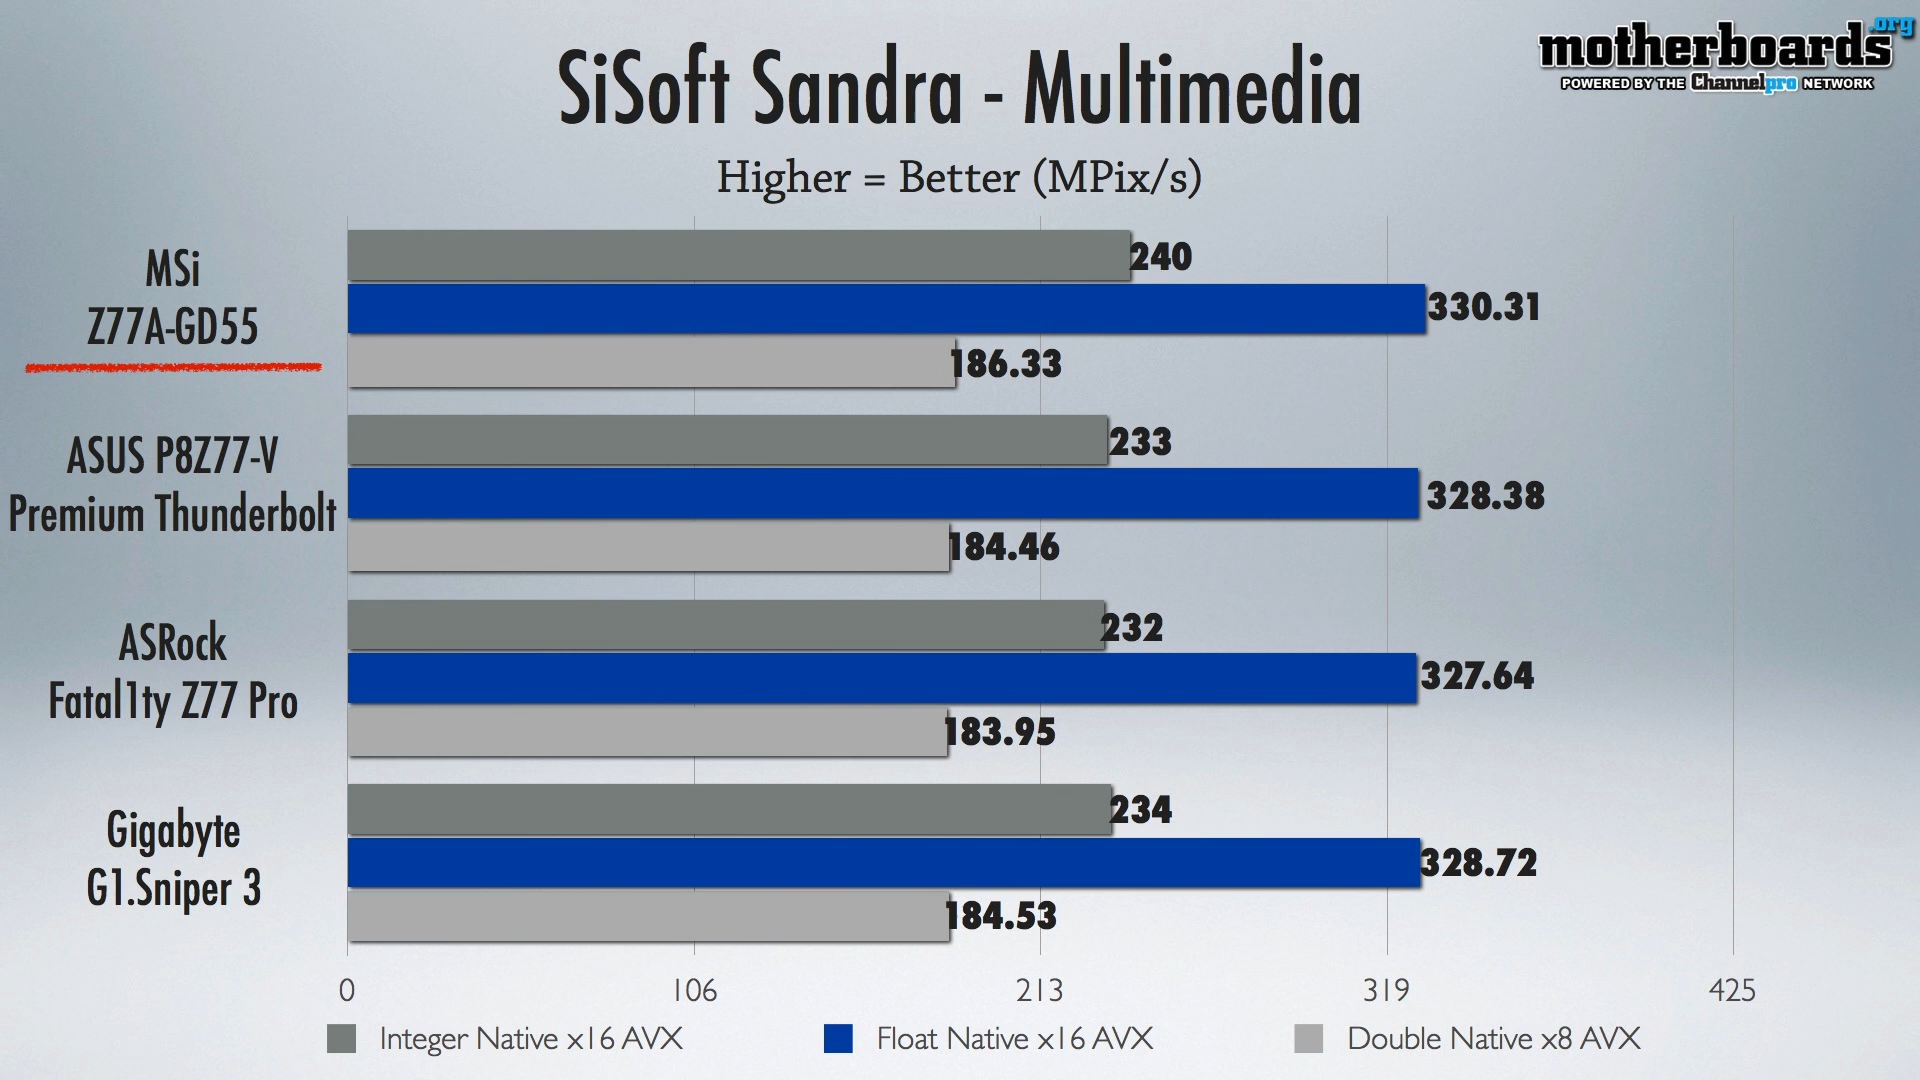 motherboards.org
POWERED BY THE Channelpro NETWORK
SiSoft Sandra - Multimedia
Higher = Better (MPix/s)
MSi
Z77A-GD55
240
330.31
186.33
ASUS P8Z77-V
Premium Thunderbolt
233
328.38
184.46
ASRock
Fatal1ty Z77 Pro
232
327.64
183.95
Gigabyte
G1.Sniper 3
234
328.72
184.53
0 106 213 319 425
Integer Native x16 AVX Float Native x16 AVX Double Native x8 AVX